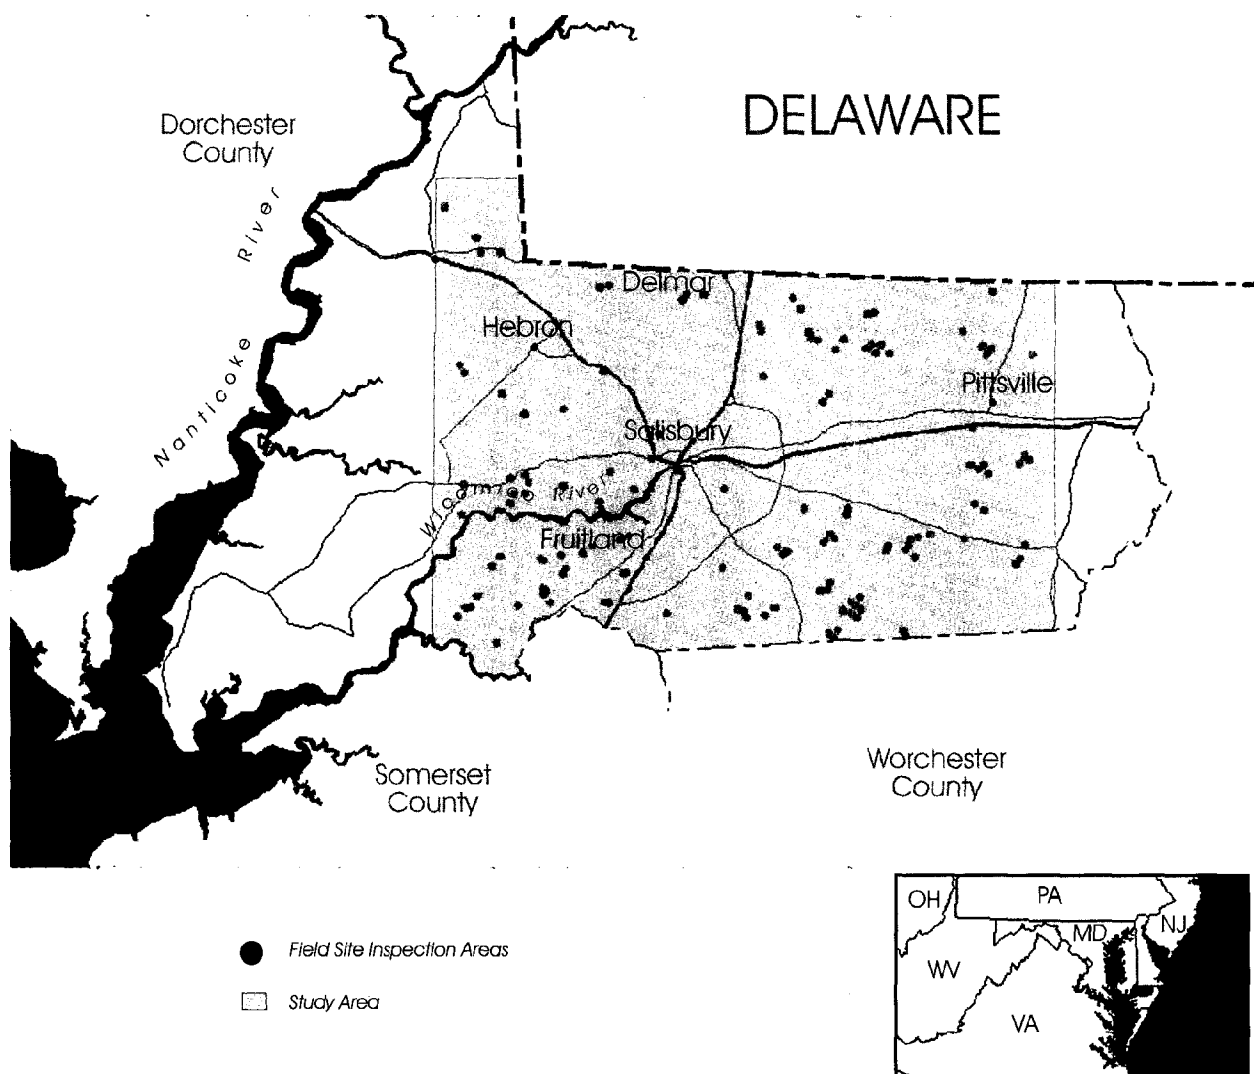 DELAWARE
Dorchester
County
Nanticoke River
Delmar
Hebron
Pittsville
Salisbury
Wicomico River
Fruitland
Somerset
County
Worchester
County
Field Site Inspection Areas
Study Area
OH
PA
NJ
MD
WV
VA